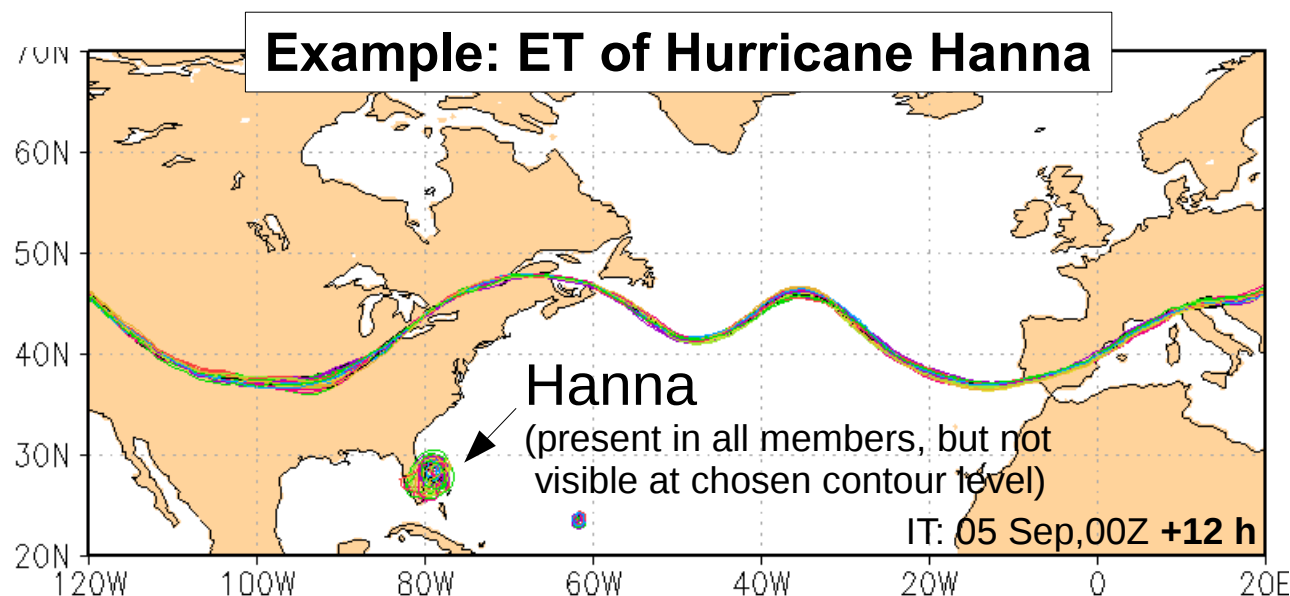 Example: ET of Hurricane Hanna
70N
60N
50N
40N
Hanna
(present in all members, but not
30N
visible at chosen contour level)
IT: 05 Sep,00Z +12 h
20N
120W 100W 80W 60W 40W 20W 0 20E